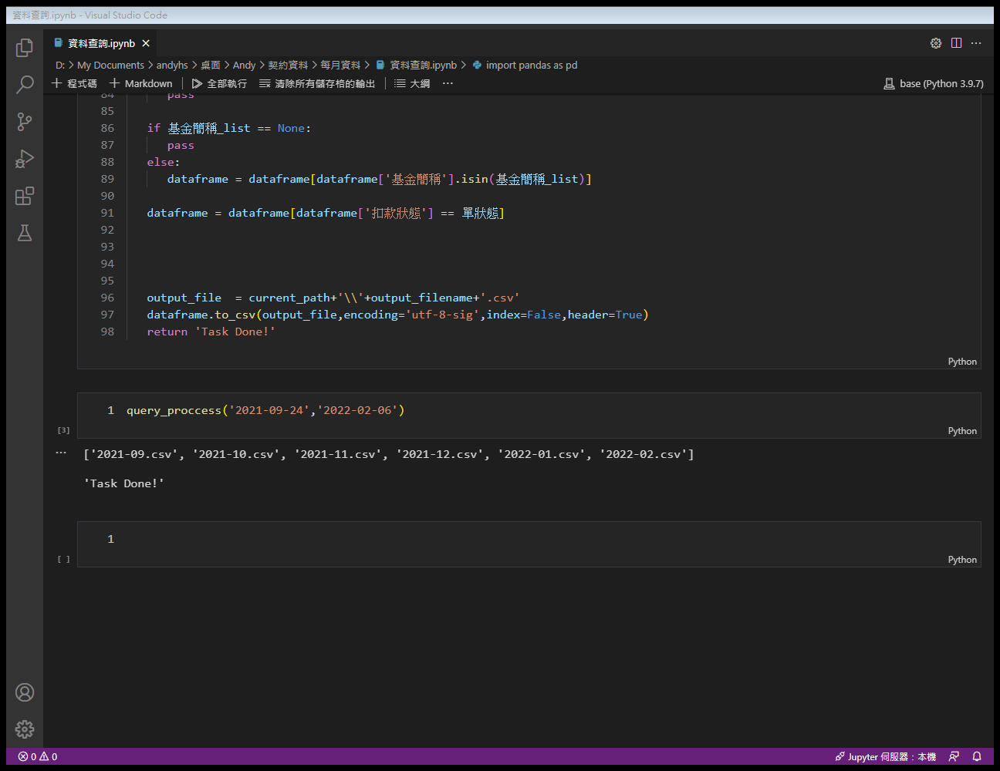 資料查詢.ipynb - Visual Studio Code
資料查詢.ipynb
D: > My Documents > andyhs > 桌面 > Andy > 契約資料 > 每月資料 > 資料查詢.ipynb > import pandas as pd
+ 程式碼 + Markdown | 全部執行 清除所有儲存格的輸出 | 大綱 ... base (Python 3.9.7)
84 pass
85
86 if 基金簡稱_list == None:
87 pass
88 else:
89 dataframe = dataframe[dataframe['基金簡稱'].isin(基金簡稱_list)]
90
91 dataframe = dataframe[dataframe['扣款狀態'] == 單狀態]
92
93
94
95
96 output_file  = current_path+'\\'+output_filename+'.csv'
97 dataframe.to_csv(output_file,encoding='utf-8-sig',index=False,header=True)
98 return 'Task Done!'
Python
1 query_proccess('2021-09-24','2022-02-06')
[3]
Python
['2021-09.csv', '2021-10.csv', '2021-11.csv', '2021-12.csv', '2022-01.csv', '2022-02.csv']
'Task Done!'
1
[ ]
Python
0 0 Jupyter 伺服器：本機